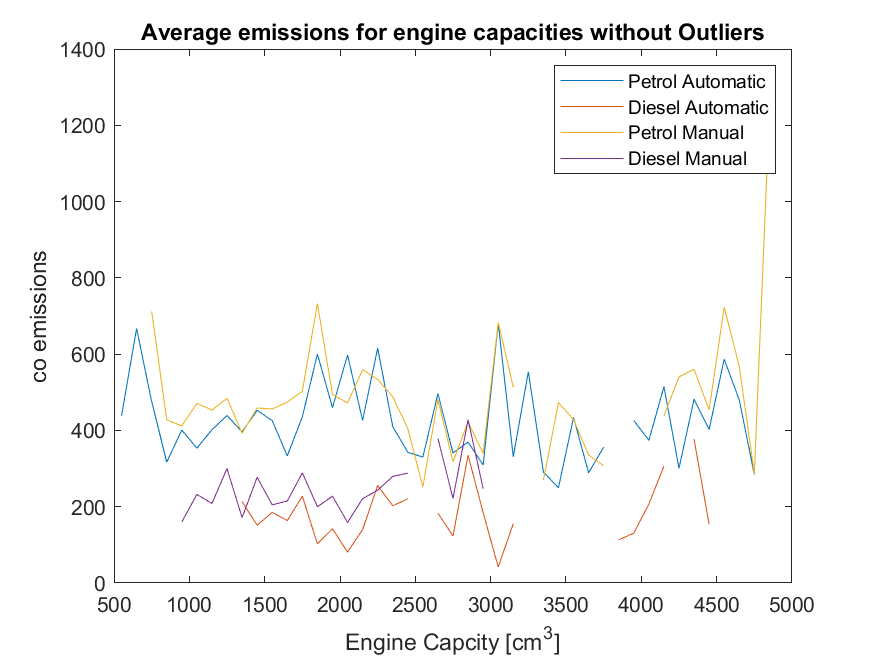 Average emissions for engine capacities without Outliers
1400
1200
1000
800
600
400
200
0
co emissions
Petrol Automatic
Diesel Automatic
Petrol Manual
Diesel Manual
500 1000 1500 2000 2500 3000 3500 4000 4500 5000
Engine Capcity [cm³]